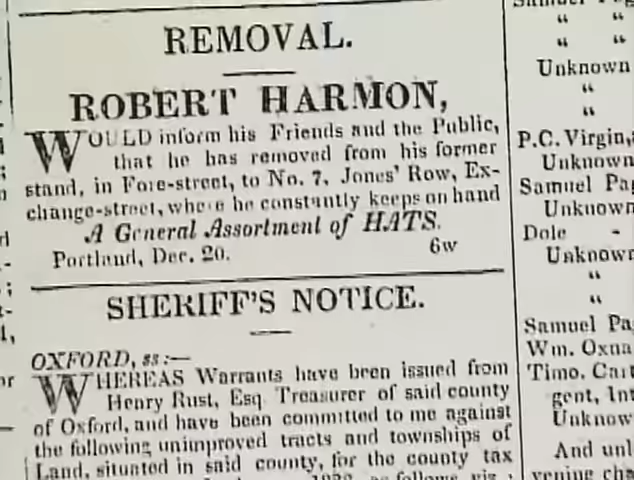 REMOVAL.
ROBERT HARMON,
WOULD inform his Friends and the Public,
that he has removed from his former
stand, in Fore-street, to No. 7, Jones' Row, Ex-
change-street, where he constantly keeps on hand
A General Assortment of HATS.
Portland, Dec. 20. 6w
SHERIFF'S NOTICE.
OXFORD, ss:—
WHEREAS Warrants have been issued from
Henry Rust, Esq. Treasurer of said county
of Oxford, and have been committed to me against
the following unimproved tracts and townships of
Land, situated in said county, for the county tax
as follows viz:
“ “
“ “
Unknown
“
“
P.C. Virgin,
Unknown
Samuel
Unknown
Dole -
Unknown
“
“
Samuel
Wm.
Timo.
gent,
Unknow
And
vening